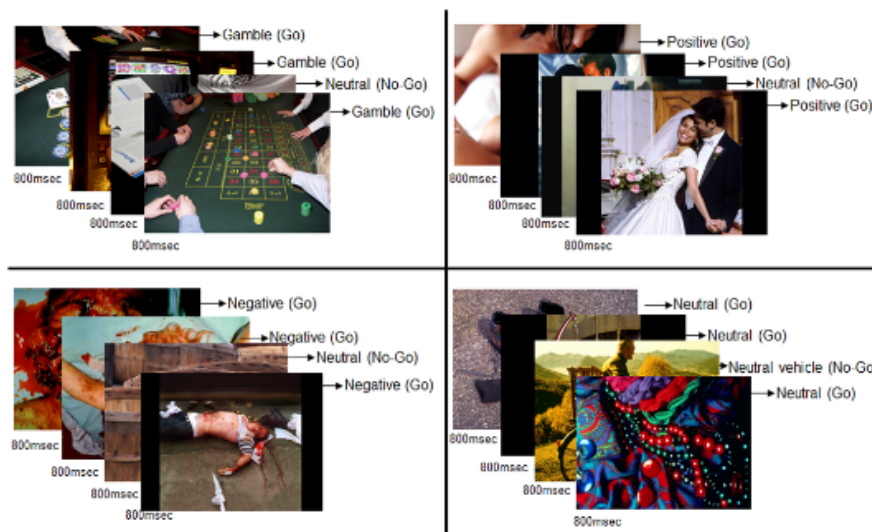 Gamble (Go)
Gamble (Go)
Neutral (No-Go)
Gamble (Go)
800msec
800msec
800msec
800msec
Positive (Go)
Positive (Go)
Neutral (No-Go)
Positive (Go)
800msec
800msec
800msec
800msec
Negative (Go)
Negative (Go)
Neutral (No-Go)
Negative (Go)
800msec
800msec
800msec
800msec
Neutral (Go)
Neutral (Go)
Neutral vehicle (No-Go
Neutral (Go)
800msec
800msec
800msec
800msec